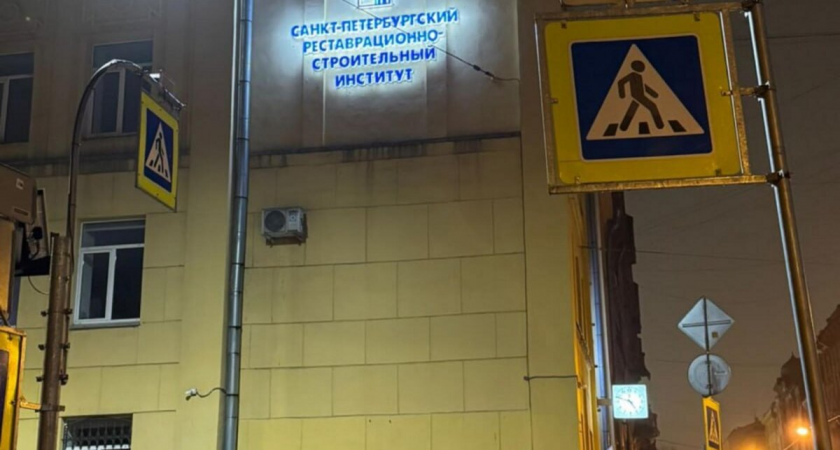 САНКТ-ПЕТЕРБУРГСКИЙ
РЕСТАВРАЦИОННО-
СТРОИТЕЛЬНЫЙ
ИНСТИТУТ